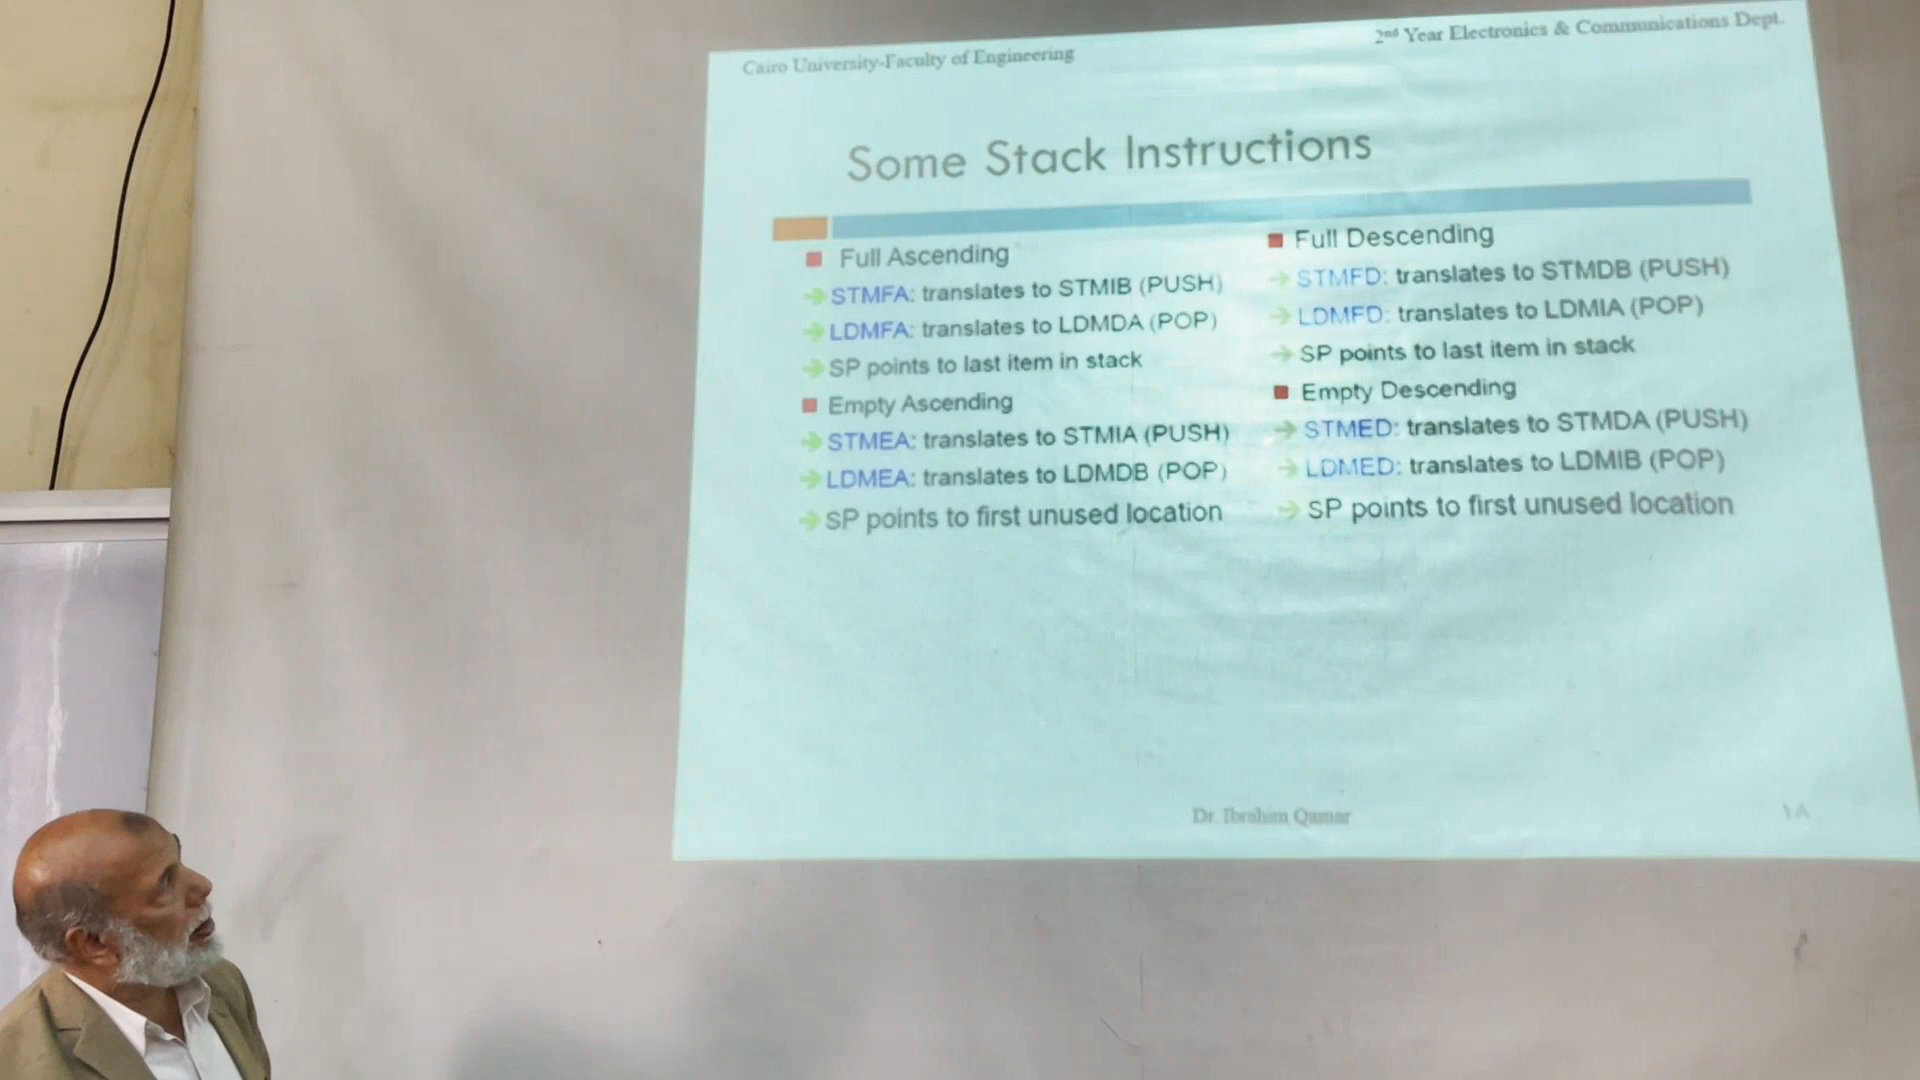 Cairo University-Faculty of Engineering
2nd Year Electronics & Communications Dept.
Some Stack Instructions
Full Ascending
STMFA: translates to STMIB (PUSH)
LDMFA: translates to LDMDA (POP)
SP points to last item in stack
Empty Ascending
STMEA: translates to STMIA (PUSH)
LDMEA: translates to LDMDB (POP)
SP points to first unused location
Full Descending
STMFD: translates to STMDB (PUSH)
LDMFD: translates to LDMIA (POP)
SP points to last item in stack
Empty Descending
STMED: translates to STMDA (PUSH)
LDMED: translates to LDMIB (POP)
SP points to first unused location
Dr. Ibrahim Qamar